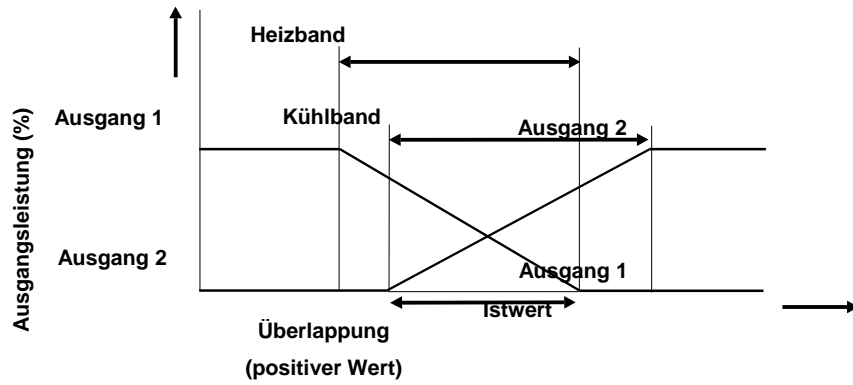 Heizband
Ausgang 1
Kühlband
Ausgang 2
Ausgangsleistung (%)
Ausgang 2
Ausgang 1
Istwert
Überlappung
(positiver Wert)